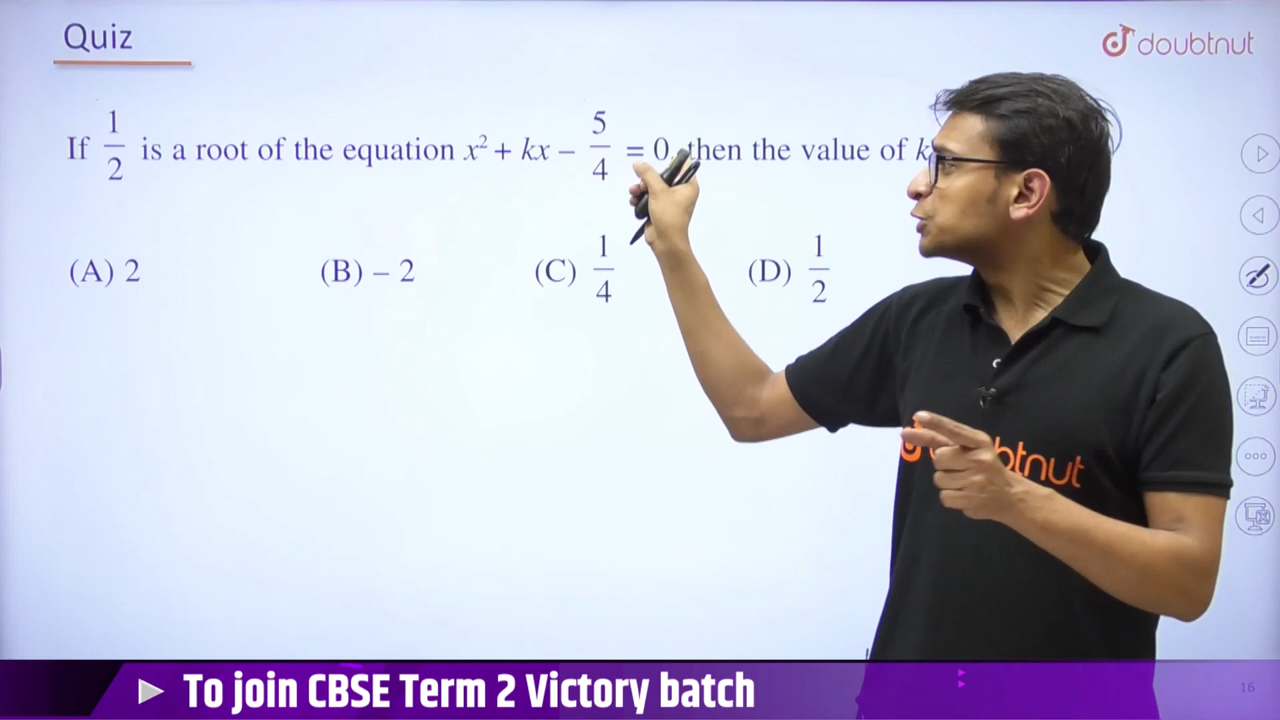 Quiz
doubtnut
If 1/2 is a root of the equation x² + kx – 5/4 = 0, then the value of k
(A) 2 (B) – 2 (C) 1/4 (D) 1/2
doubtnut
To join CBSE Term 2 Victory batch
16